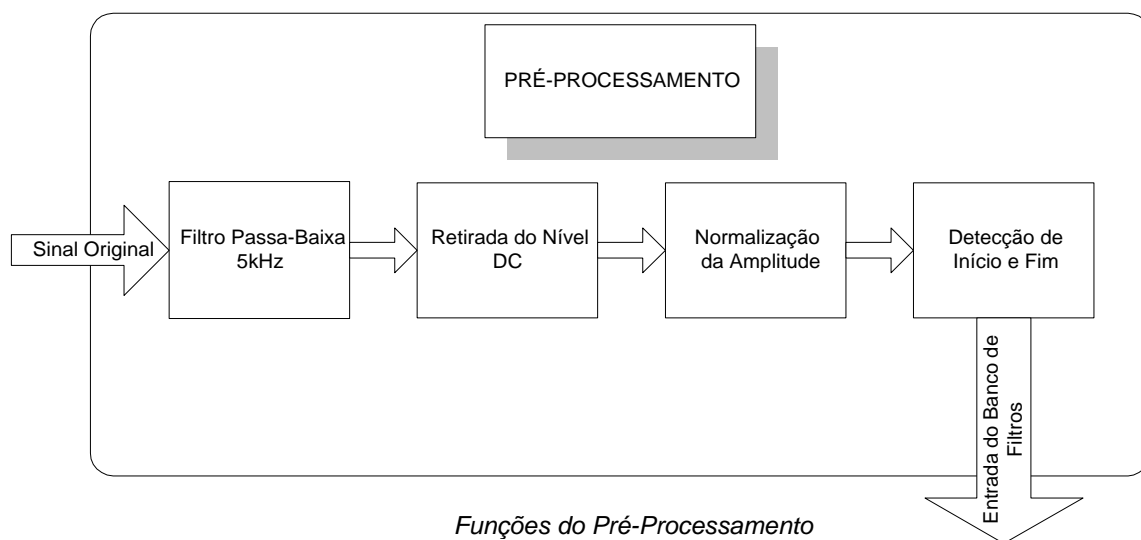 PRÉ-PROCESSAMENTO
Sinal Original
Filtro Passa-Baixa
5kHz
Retirada do Nível
DC
Normalização
da Amplitude
Detecção de
Início e Fim
Entrada do Banco de
Filtros
Funções do Pré-Processamento